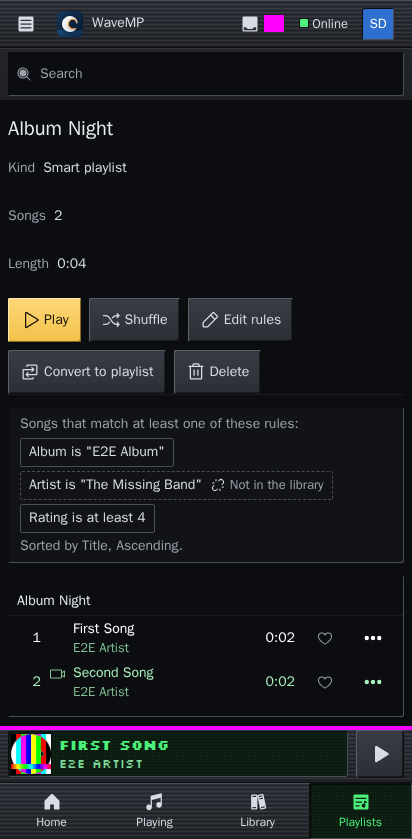 WaveMP
Online
SD
Search
Album Night
Kind Smart playlist
Songs 2
Length 0:04
Play
Shuffle
Edit rules
Convert to playlist
Delete
Songs that match at least one of these rules:
Album is "E2E Album"
Artist is "The Missing Band" Not in the library
Rating is at least 4
Sorted by Title, Ascending.
Album Night
1 First Song 0:02
E2E Artist
2 Second Song 0:02
E2E Artist
FIRST SONG
E2E ARTIST
Home
Playing
Library
Playlists